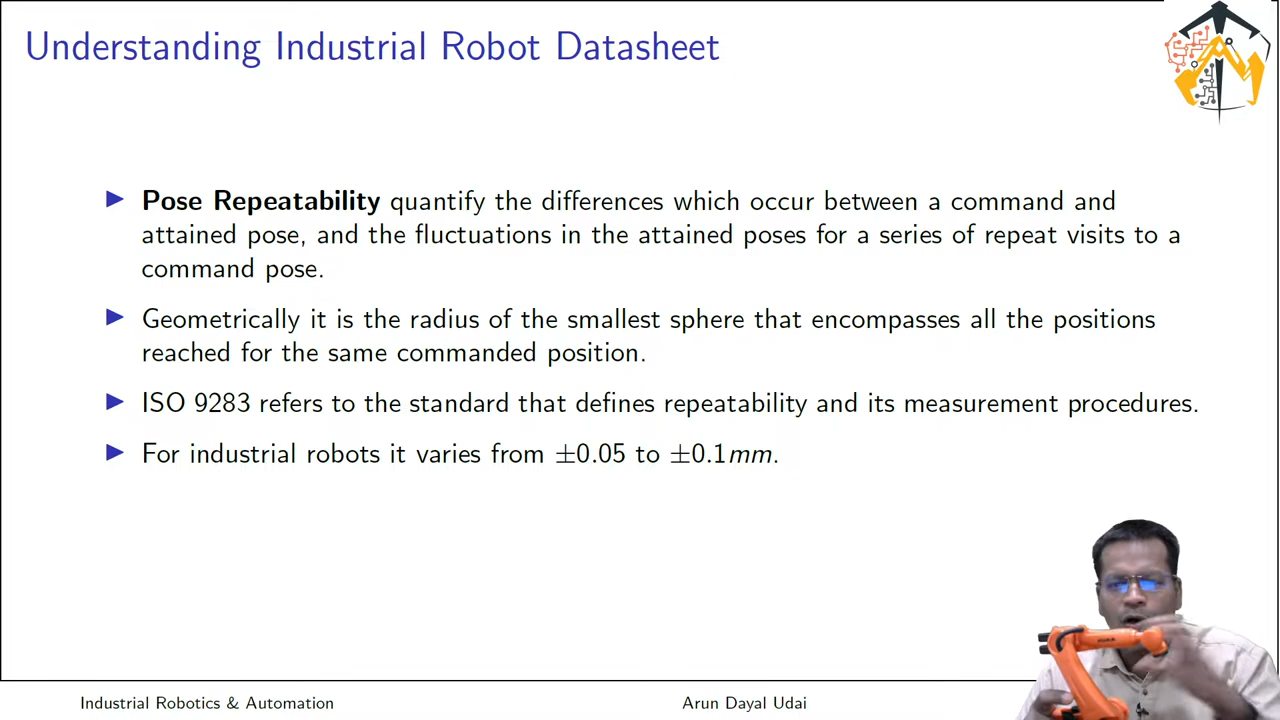 Understanding Industrial Robot Datasheet
Pose Repeatability quantify the differences which occur between a command and
attained pose, and the fluctuations in the attained poses for a series of repeat visits to a
command pose.
Geometrically it is the radius of the smallest sphere that encompasses all the positions
reached for the same commanded position.
ISO 9283 refers to the standard that defines repeatability and its measurement procedures.
For industrial robots it varies from ±0.05 to ±0.1mm.
KUKA
Industrial Robotics & Automation
Arun Dayal Udai